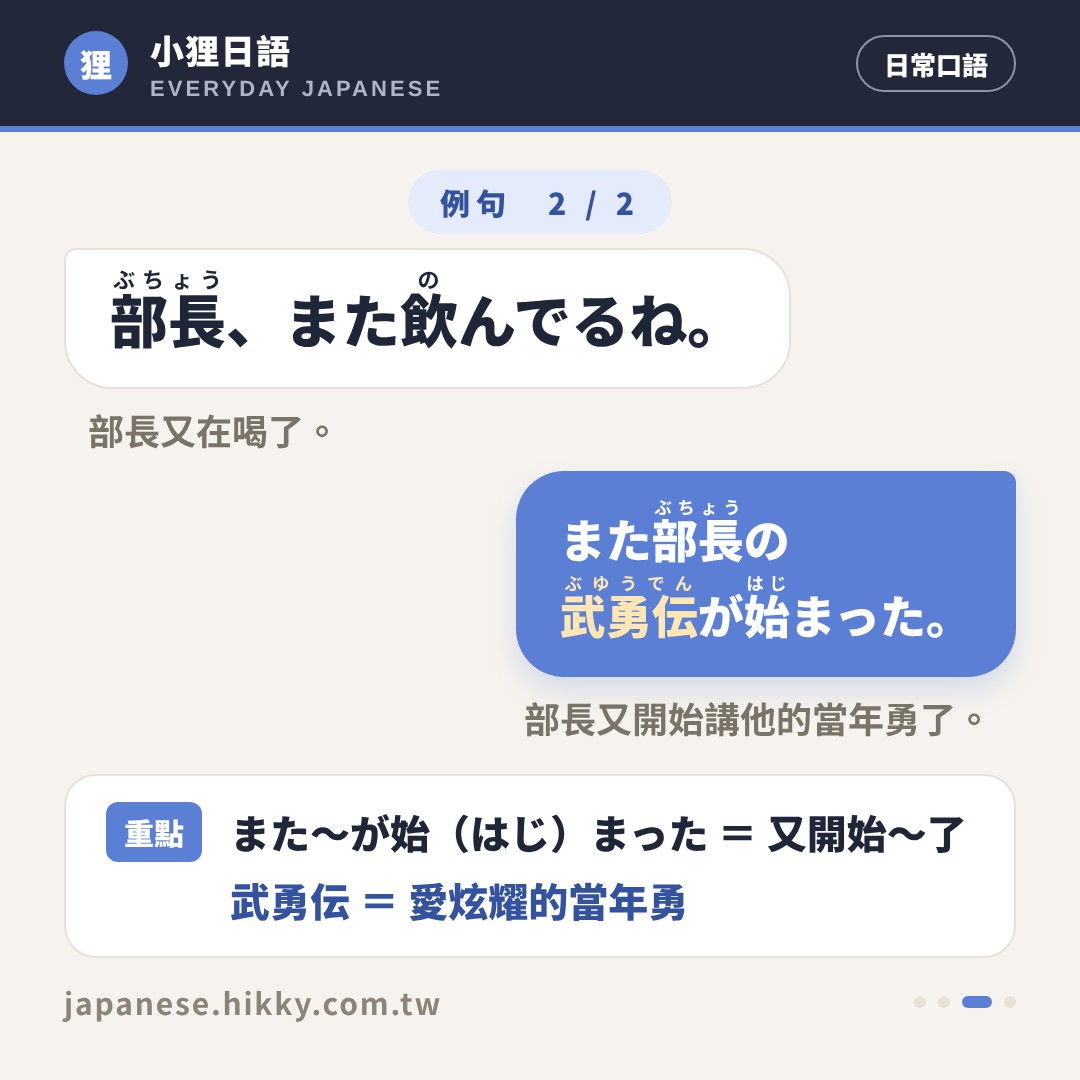 狸
小狸日語
EVERYDAY JAPANESE
日常口語
例句 2 / 2
ぶちょう の
部長、また飲んでるね。
部長又在喝了。
ぶちょう
また部長の
ぶゆうでん はじ
武勇伝が始まった。
部長又開始講他的當年勇了。
重點
また〜が始（はじ）まった ＝ 又開始〜了
武勇伝 ＝ 愛炫耀的當年勇
japanese.hikky.com.tw